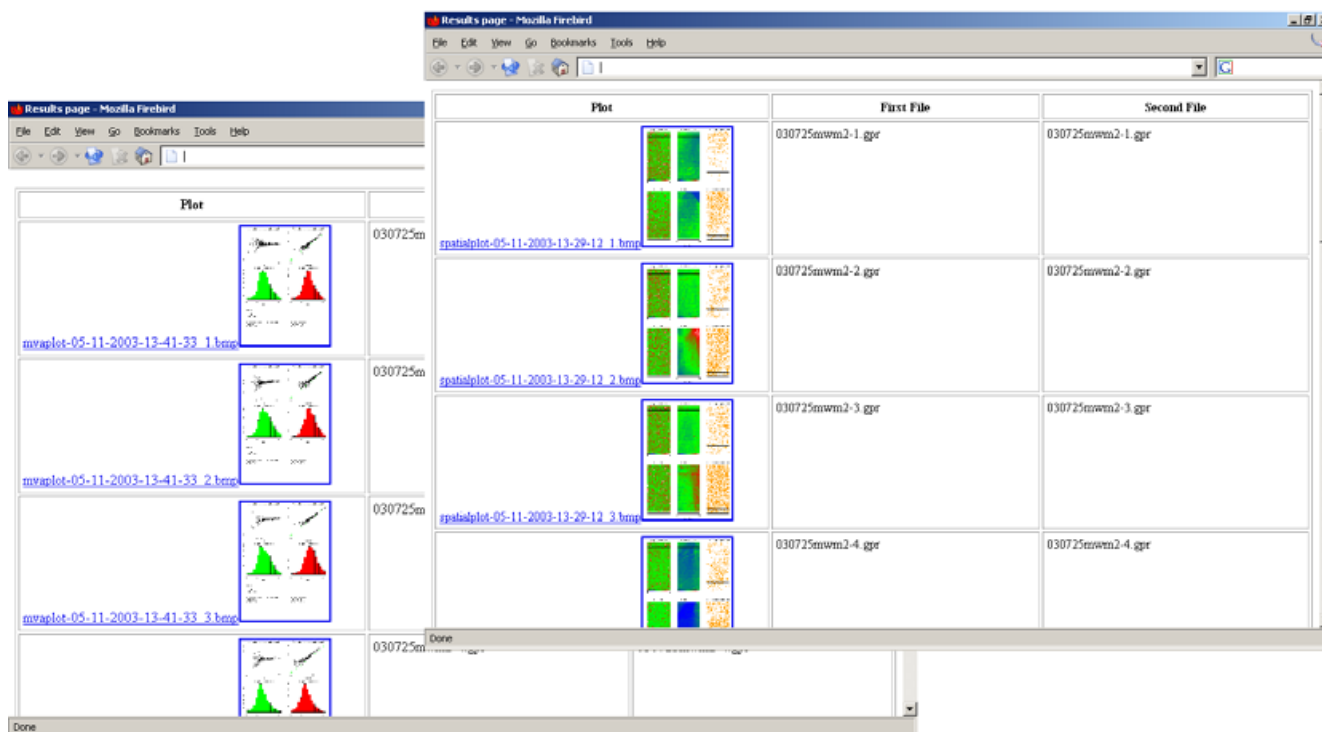 Results page - Mozilla Firebird
File Edit View Go Bookmarks Tools Help
Plot First File Second File
spatialplot-05-11-2003-13-29-12_1.bmp 030725mwm2-1.gpr 030725mwm2-1.gpr
spatialplot-05-11-2003-13-29-12_2.bmp 030725mwm2-2.gpr 030725mwm2-2.gpr
spatialplot-05-11-2003-13-29-12_3.bmp 030725mwm2-3.gpr 030725mwm2-3.gpr
030725mwm2-4.gpr 030725mwm2-4.gpr
Done
Results page - Mozilla Firebird
File Edit View Go Bookmarks Tools Help
Plot
mvaplot-05-11-2003-13-41-33_1.bmp 030725m
mvaplot-05-11-2003-13-41-33_2.bmp 030725m
mvaplot-05-11-2003-13-41-33_3.bmp 030725m
Done